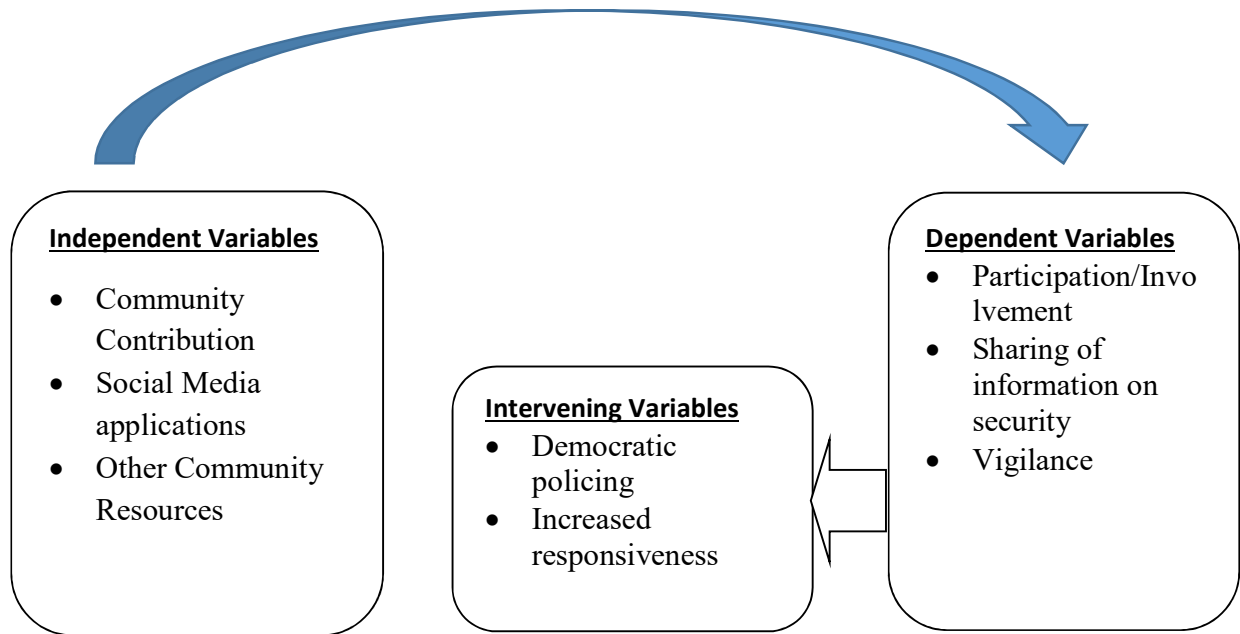 Independent Variables
• Community
Contribution
• Social Media
applications
• Other Community
Resources
Intervening Variables
• Democratic
policing
• Increased
responsiveness
Dependent Variables
• Participation/Invo
lvement
• Sharing of
information on
security
• Vigilance